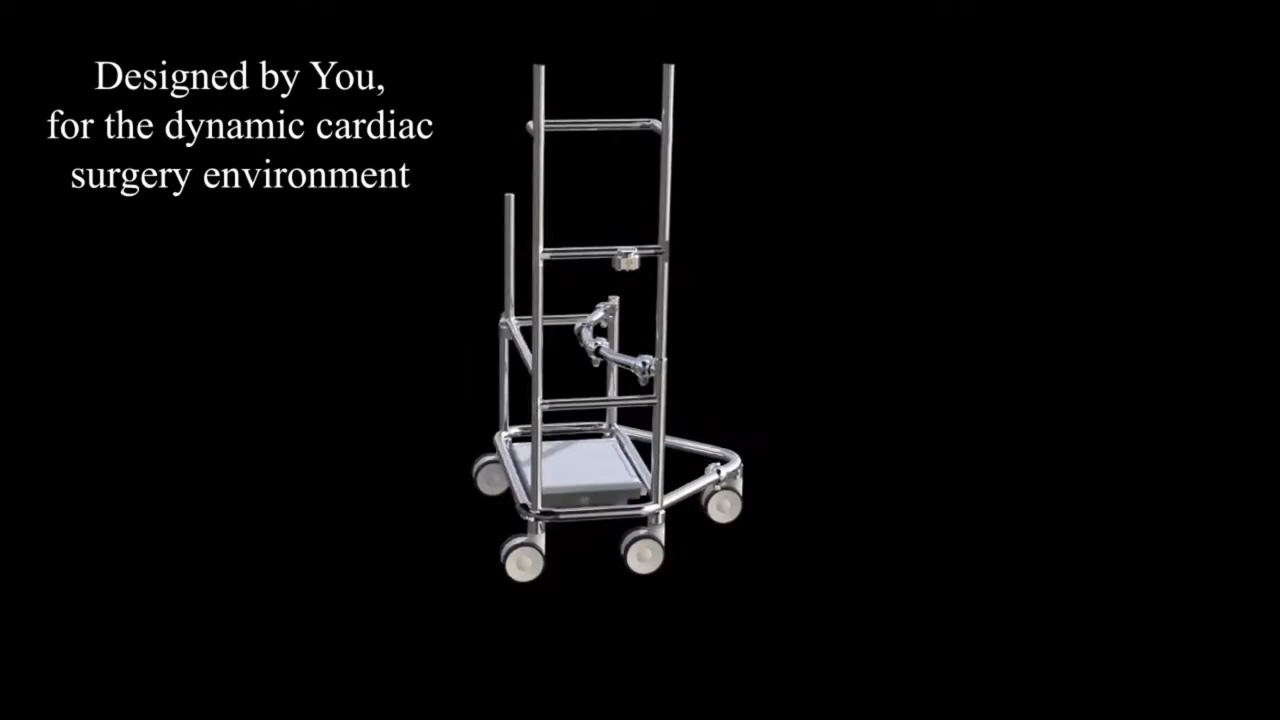 Designed by You,
for the dynamic cardiac
surgery environment